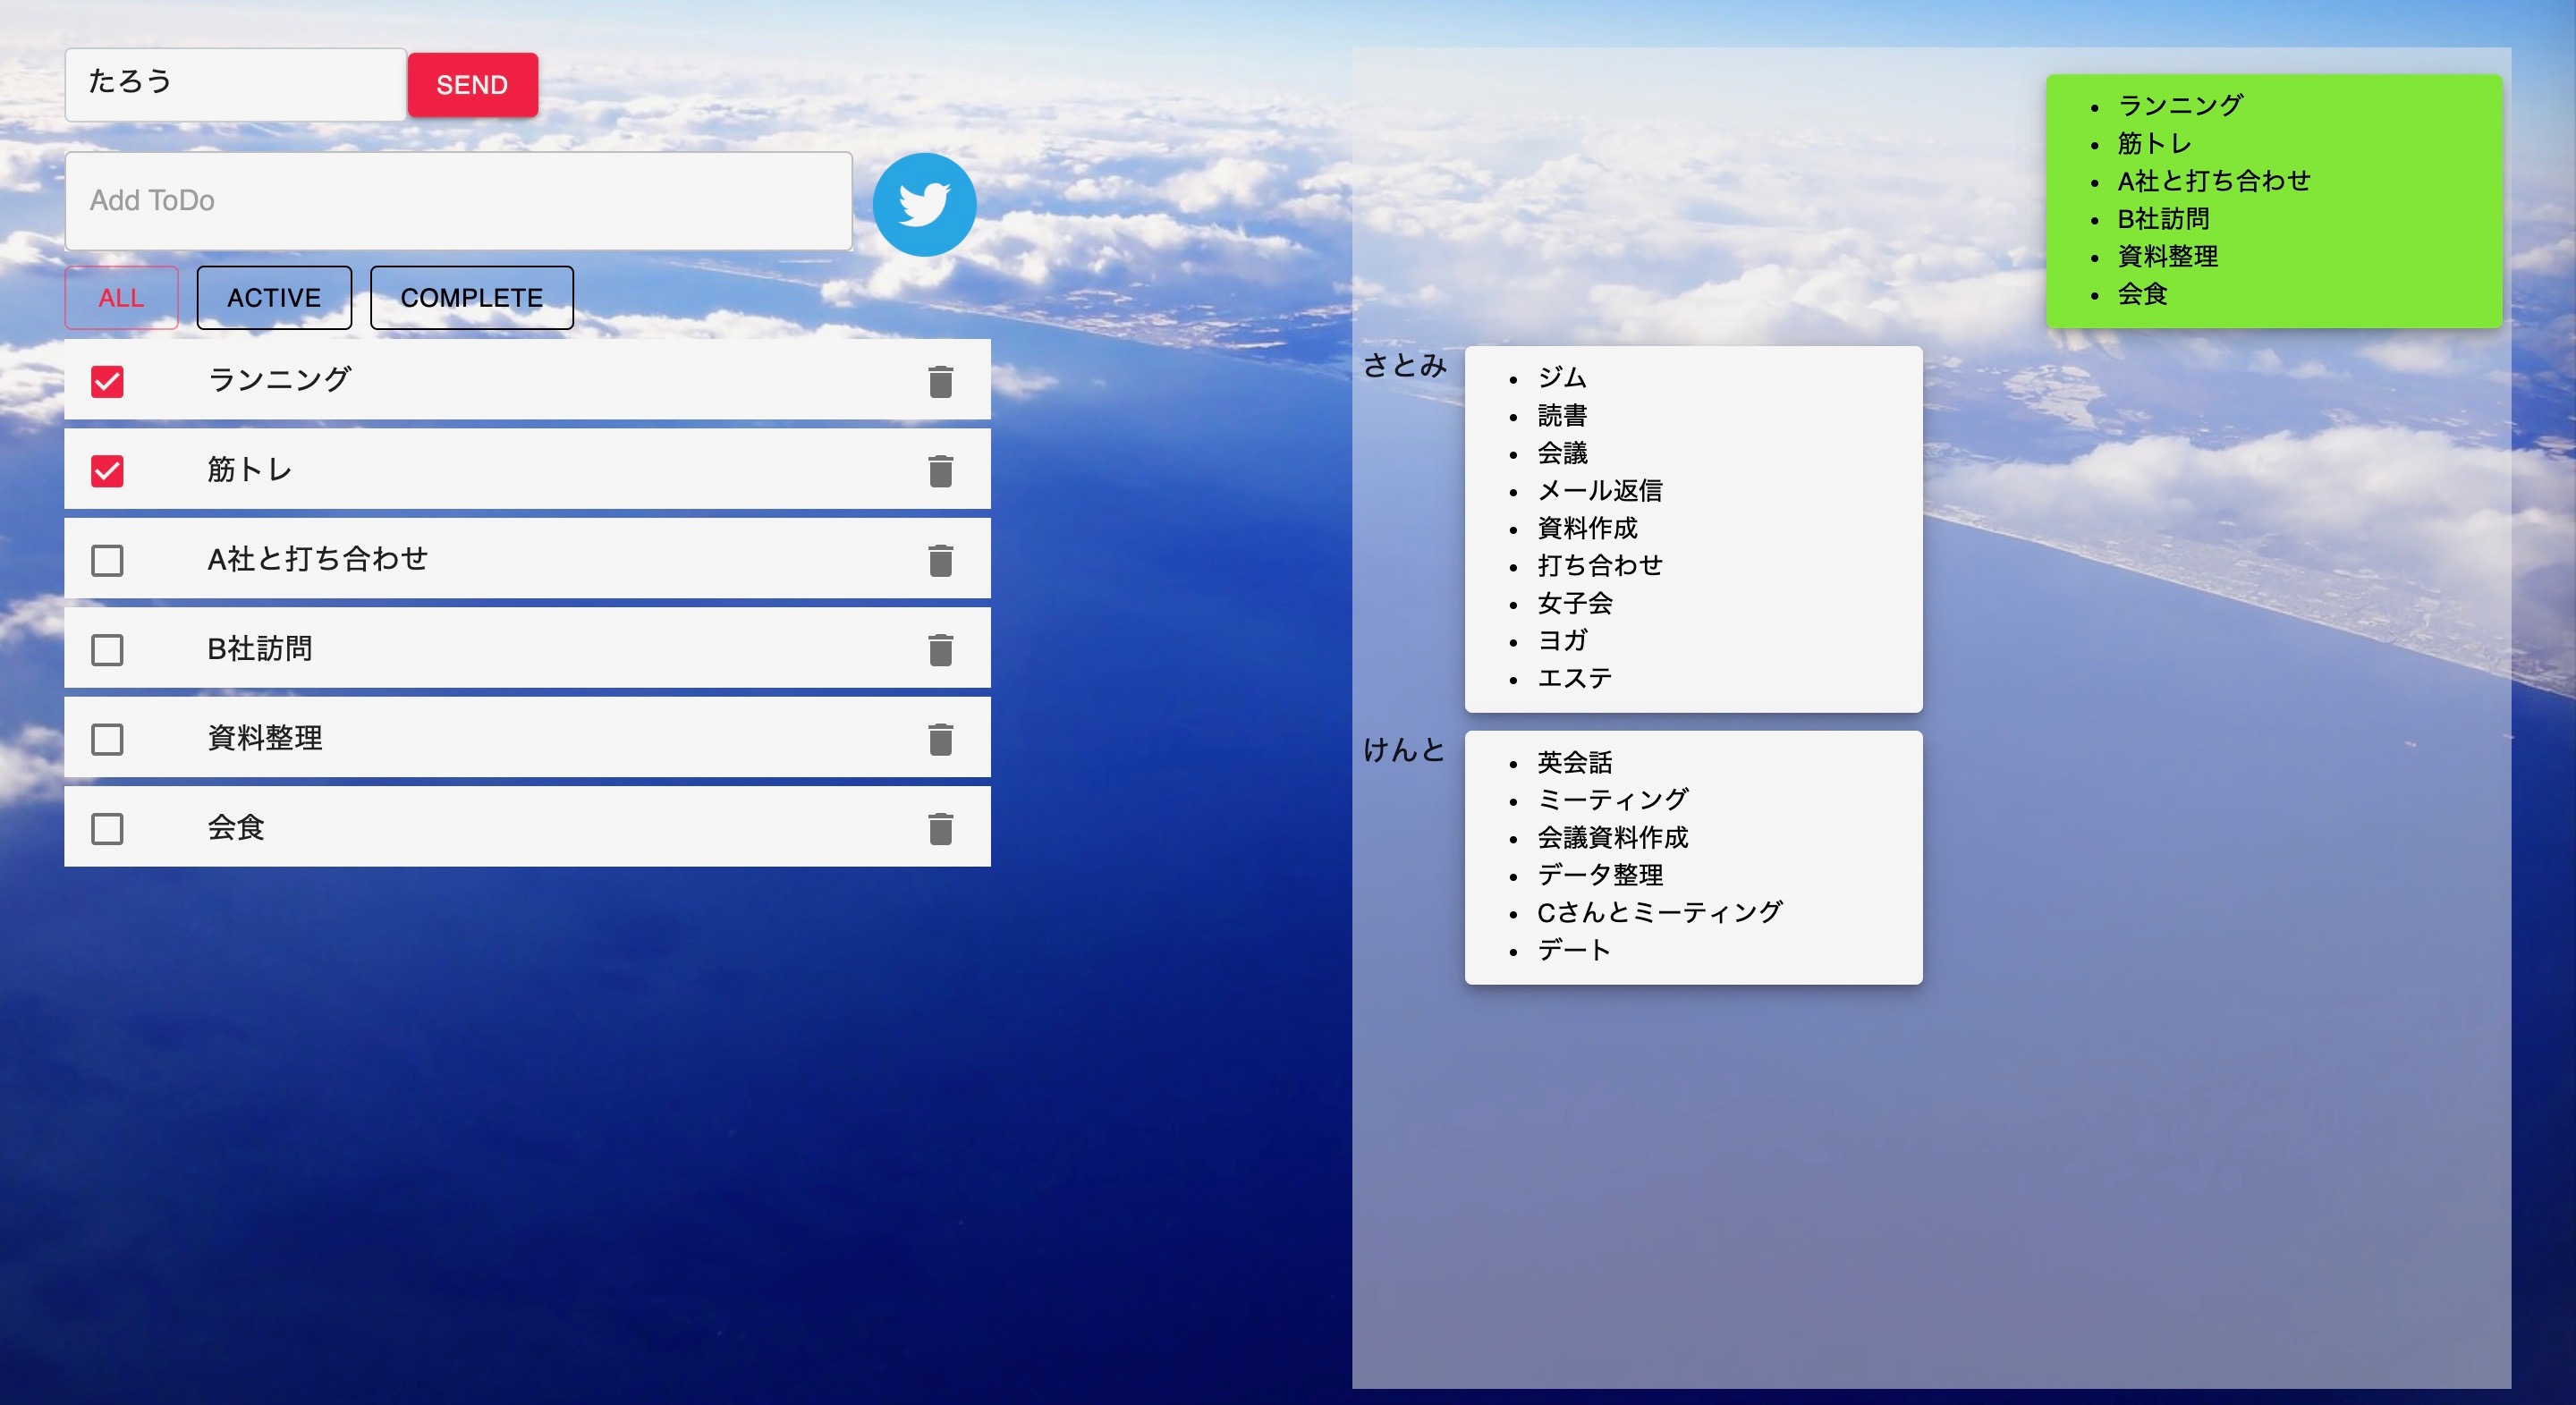 たろう
SEND
Add ToDo
ALL
ACTIVE
COMPLETE
ランニング
筋トレ
A社と打ち合わせ
B社訪問
資料整理
会食
ランニング
筋トレ
A社と打ち合わせ
B社訪問
資料整理
会食
さとみ
ジム
読書
会議
メール返信
資料作成
打ち合わせ
女子会
ヨガ
エステ
けんと
英会話
ミーティング
会議資料作成
データ整理
Cさんとミーティング
デート